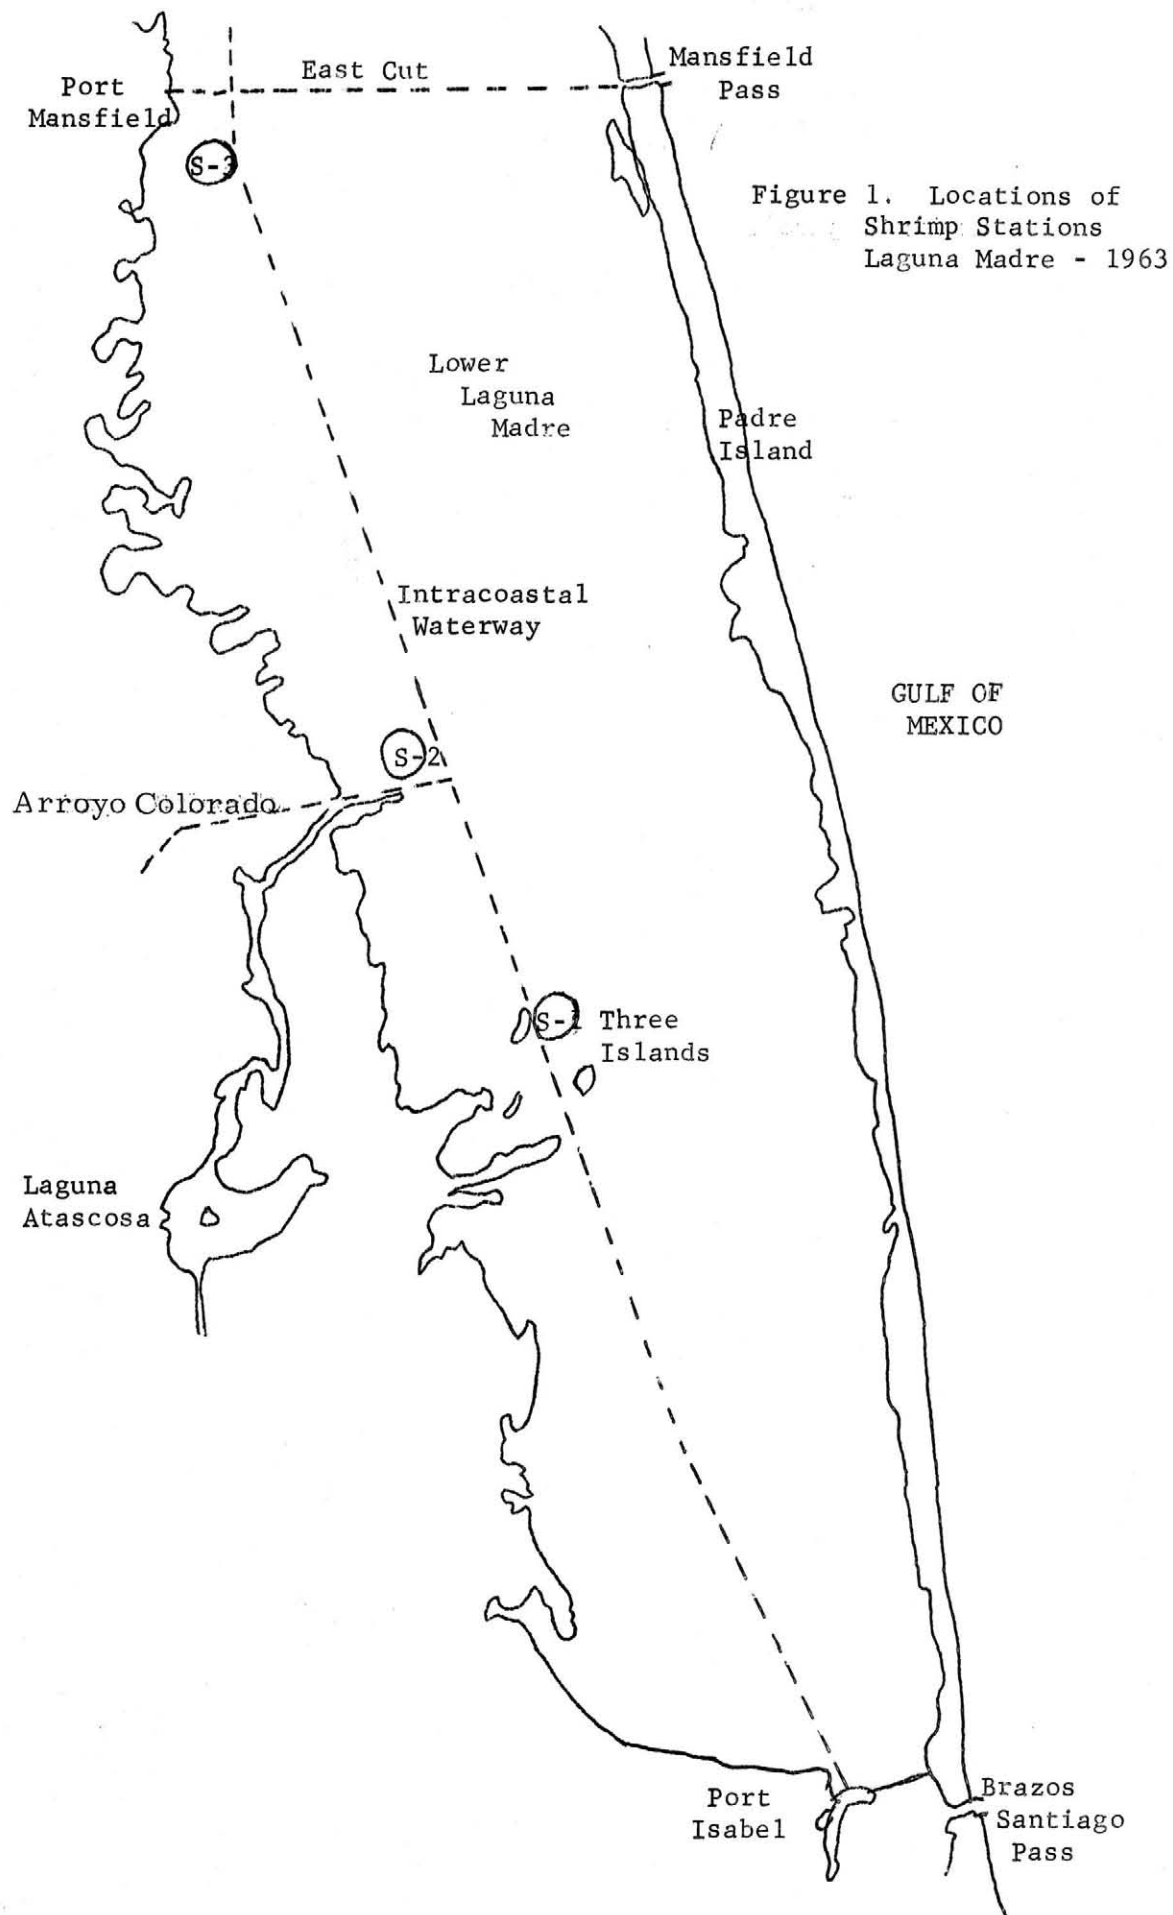 East Cut
Mansfield
Pass
Port
Mansfield
S-3
Figure 1. Locations of
Shrimp Stations
Laguna Madre - 1963
Lower
Laguna
Madre
Padre
Island
Intracoastal
Waterway
GULF OF
MEXICO
S-2
Arroyo Colorado
S-1
Three
Islands
Laguna
Atascosa
Port
Isabel
Brazos
Santiago
Pass